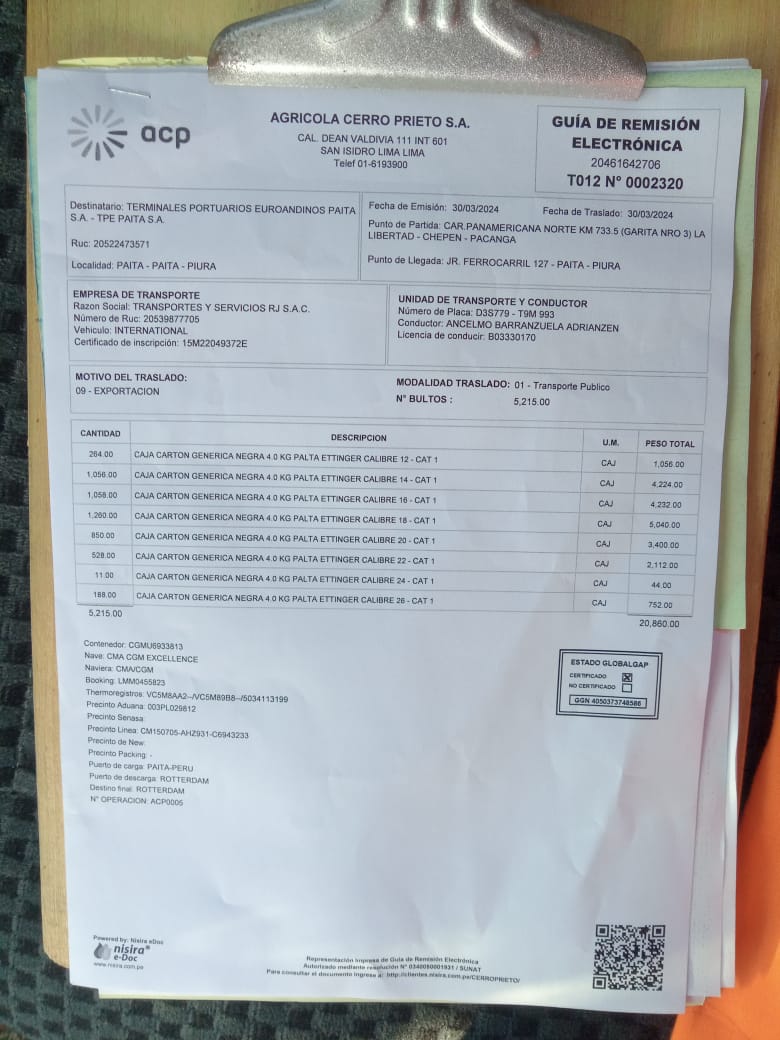 acp
AGRICOLA CERRO PRIETO S.A.
CAL. DEAN VALDIVIA 111 INT 601
SAN ISIDRO LIMA LIMA
Telef 01-6193900
GUÍA DE REMISIÓN
ELECTRÓNICA
20461642706
T012 N° 0002320
Destinatario: TERMINALES PORTUARIOS EUROANDINOS PAITA
S.A. - TPE PAITA S.A.
Ruc: 20522473571
Localidad: PAITA - PAITA - PIURA
Fecha de Emisión: 30/03/2024 Fecha de Traslado: 30/03/2024
Punto de Partida: CAR.PANAMERICANA NORTE KM 733.5 (GARITA NRO 3) LA
LIBERTAD - CHEPEN - PACANGA
Punto de Llegada: JR. FERROCARRIL 127 - PAITA - PIURA
EMPRESA DE TRANSPORTE
Razon Social: TRANSPORTES Y SERVICIOS RJ S.A.C.
Número de Ruc: 20539877705
Vehiculo: INTERNATIONAL
Certificado de inscripción: 15M22049372E
UNIDAD DE TRANSPORTE Y CONDUCTOR
Número de Placa: D3S779 - T9M 993
Conductor: ANCELMO BARRANZUELA ADRIANZEN
Licencia de conducir: B03330170
MOTIVO DEL TRASLADO:
09 - EXPORTACION
MODALIDAD TRASLADO: 01 - Transporte Publico
N° BULTOS : 5,215.00
CANTIDAD DESCRIPCION U.M. PESO TOTAL
264.00 CAJA CARTON GENERICA NEGRA 4.0 KG PALTA ETTINGER CALIBRE 12 - CAT 1 CAJ 1,056.00
1,056.00 CAJA CARTON GENERICA NEGRA 4.0 KG PALTA ETTINGER CALIBRE 14 - CAT 1 CAJ 4,224.00
1,058.00 CAJA CARTON GENERICA NEGRA 4.0 KG PALTA ETTINGER CALIBRE 16 - CAT 1 CAJ 4,232.00
1,260.00 CAJA CARTON GENERICA NEGRA 4.0 KG PALTA ETTINGER CALIBRE 18 - CAT 1 CAJ 5,040.00
850.00 CAJA CARTON GENERICA NEGRA 4.0 KG PALTA ETTINGER CALIBRE 20 - CAT 1 CAJ 3,400.00
528.00 CAJA CARTON GENERICA NEGRA 4.0 KG PALTA ETTINGER CALIBRE 22 - CAT 1 CAJ 2,112.00
11.00 CAJA CARTON GENERICA NEGRA 4.0 KG PALTA ETTINGER CALIBRE 24 - CAT 1 CAJ 44.00
188.00 CAJA CARTON GENERICA NEGRA 4.0 KG PALTA ETTINGER CALIBRE 26 - CAT 1 CAJ 752.00
5,215.00 20,860.00
Contenedor: CGMU6933813
Nave: CMA CGM EXCELLENCE
Naviera: CMA/CGM
Booking: LMM0455823
Thermoregistros: VC5M8AA2--/VC5M89B8--/5034113199
Precinto Aduana: 003PL029812
Precinto Senasa:
Precinto Linea: CM150705-AHZ931-C6943233
Precinto de New:
Precinto Packing: -
Puerto de carga: PAITA-PERU
Puerto de descarga: ROTTERDAM
Destino final: ROTTERDAM
N° OPERACION: ACP0005
ESTADO GLOBALGAP
CERTIFICADO
NO CERTIFICADO
GGN 4050373748586
Powered by: Nisira eDoc
nisira®
e-Doc
www.nisira.com.pe
Representación Impresa de Guía de Remisión Electrónica
Autorizado mediante resolución N° 0340050001931 / SUNAT
Para consultar el documento ingrese a: http://clientes.nisira.com.pe/CERROPRIETO/